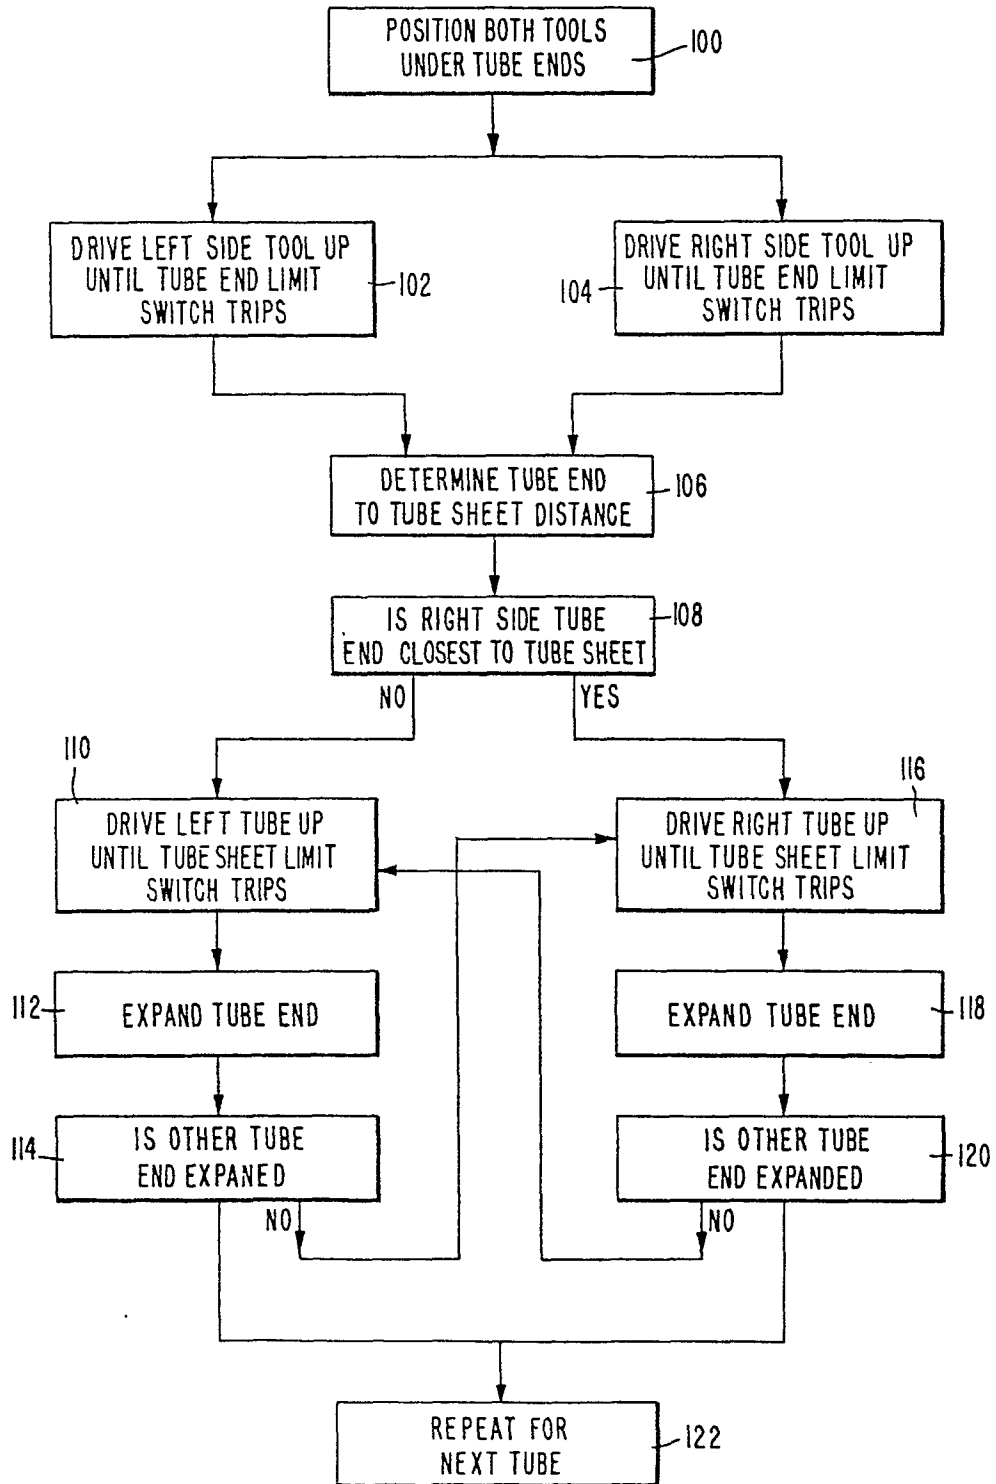 POSITION BOTH TOOLS
UNDER TUBE ENDS
100
DRIVE LEFT SIDE TOOL UP
UNTIL TUBE END LIMIT
SWITCH TRIPS
102
DRIVE RIGHT SIDE TOOL UP
UNTIL TUBE END LIMIT
SWITCH TRIPS
104
DETERMINE TUBE END
TO TUBE SHEET DISTANCE
106
IS RIGHT SIDE TUBE
END CLOSEST TO TUBE SHEET
108
NO
YES
110
DRIVE LEFT TUBE UP
UNTIL TUBE SHEET LIMIT
SWITCH TRIPS
116
DRIVE RIGHT TUBE UP
UNTIL TUBE SHEET LIMIT
SWITCH TRIPS
112
EXPAND TUBE END
EXPAND TUBE END
118
114
IS OTHER TUBE
END EXPANED
NO
IS OTHER TUBE
END EXPANDED
120
NO
REPEAT FOR
NEXT TUBE
122